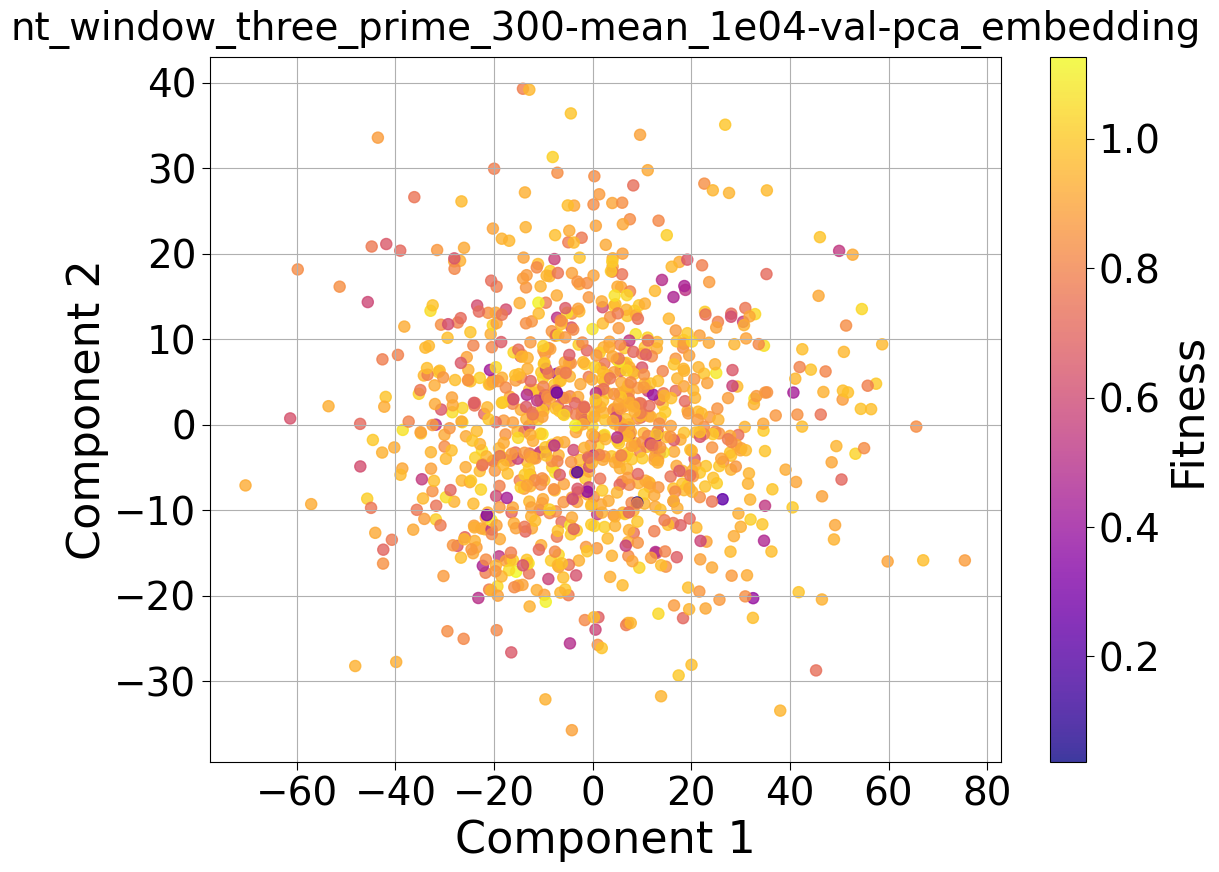 nt_window_three_prime_300-mean_1e04-val-pca_embedding
40
30
20
10
0
−10
−20
−30
Component 2
−60 −40 −20 0 20 40 60 80
Component 1
1.0
0.8
0.6
0.4
0.2
Fitness